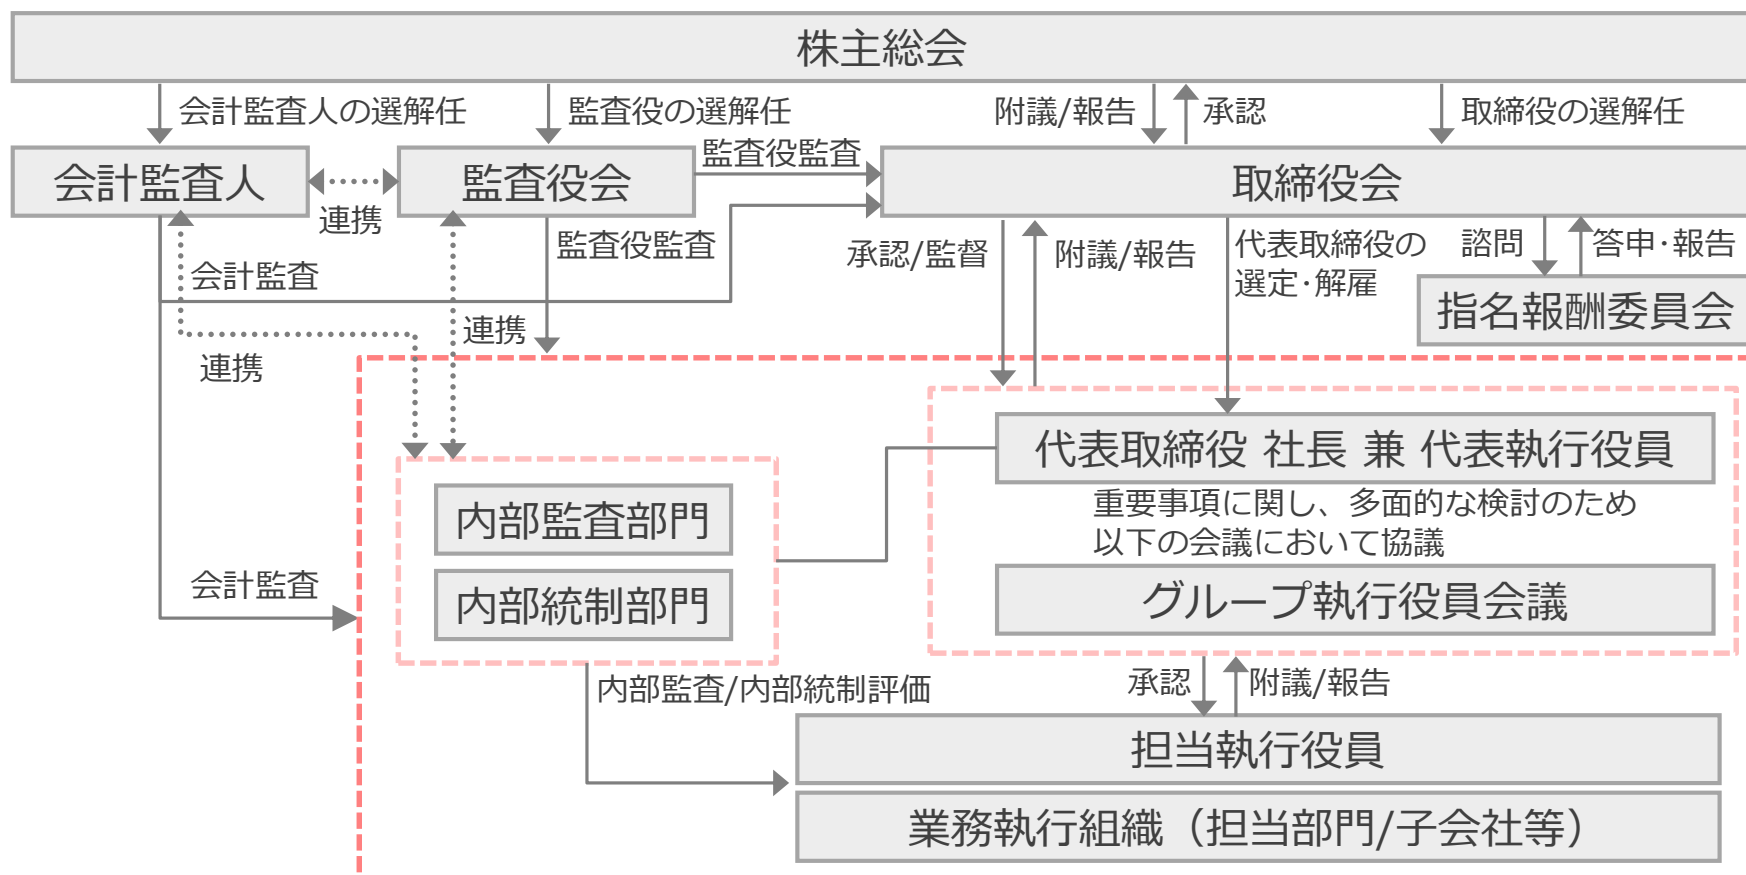 株主総会
会計監査人の選解任
監査役の選解任
附議/報告
承認
取締役の選解任
会計監査人
連携
監査役会
監査役監査
取締役会
監査役監査
会計監査
連携
連携
承認/監督
附議/報告
代表取締役の
選定・解雇
諮問
答申・報告
指名報酬委員会
代表取締役 社長 兼 代表執行役員
重要事項に関し、多面的な検討のため
以下の会議において協議
グループ執行役員会議
内部監査部門
内部統制部門
会計監査
内部監査/内部統制評価
承認
附議/報告
担当執行役員
業務執行組織（担当部門/子会社等）